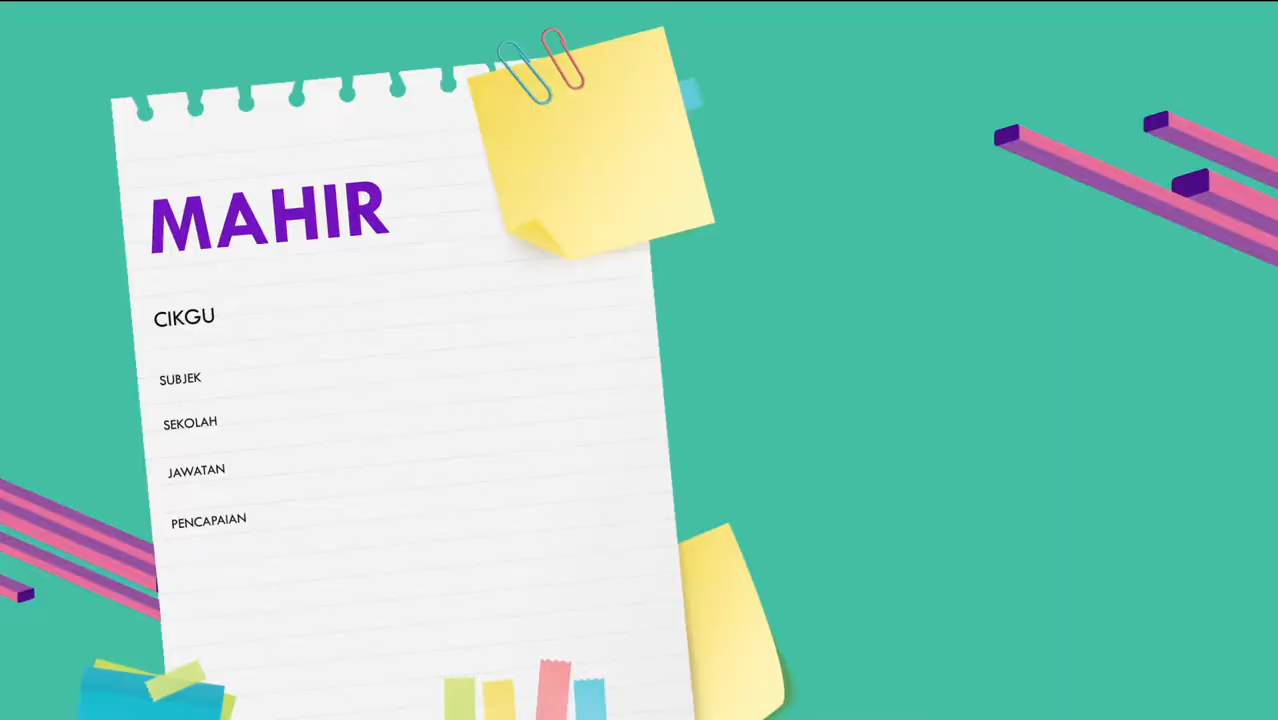 MAHIR
CIKGU
SUBJEK
SEKOLAH
JAWATAN
PENCAPAIAN